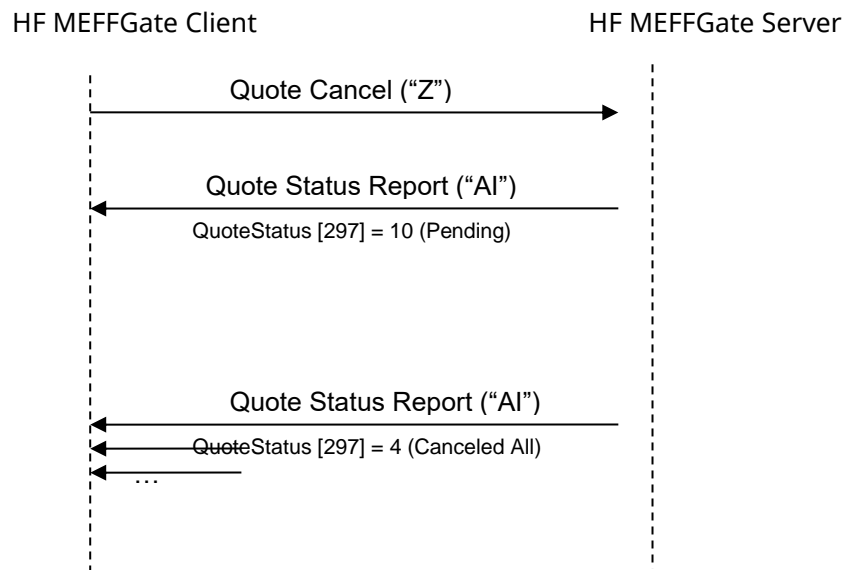 HF MEFFGate Client
HF MEFFGate Server
Quote Cancel (“Z”)
Quote Status Report (“AI”)
QuoteStatus [297] = 10 (Pending)
Quote Status Report (“AI”)
QuoteStatus [297] = 4 (Canceled All)
…